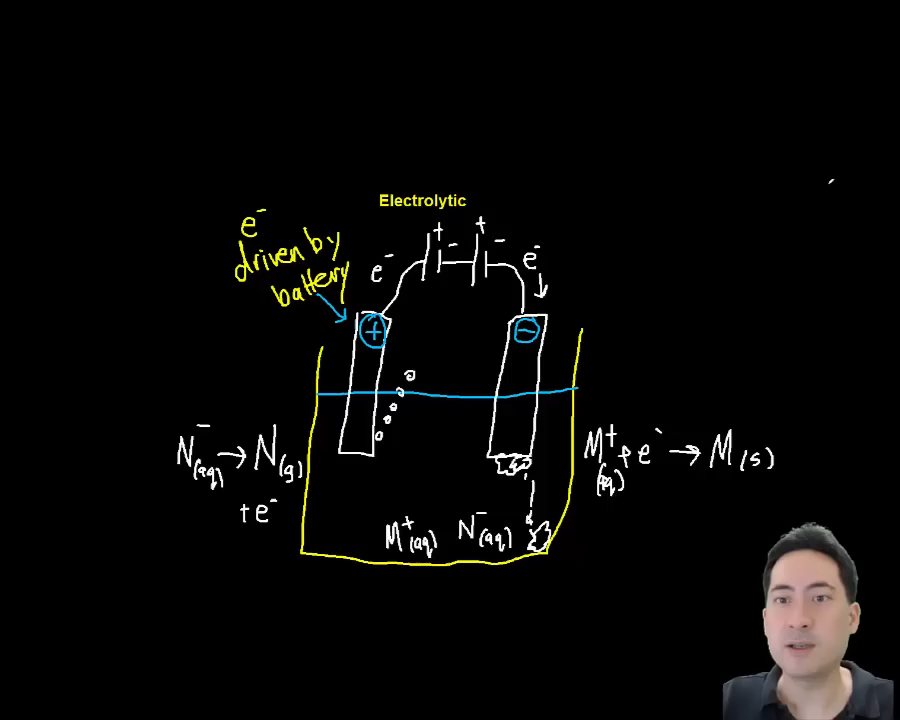 Electrolytic
e⁻
driven by
battery
+ - + -
e⁻
e⁻
+
-
N⁻(aq) → N(g)
+e⁻
M⁺(aq) + e⁻ → M(s)
M⁺(aq) N⁻(aq)